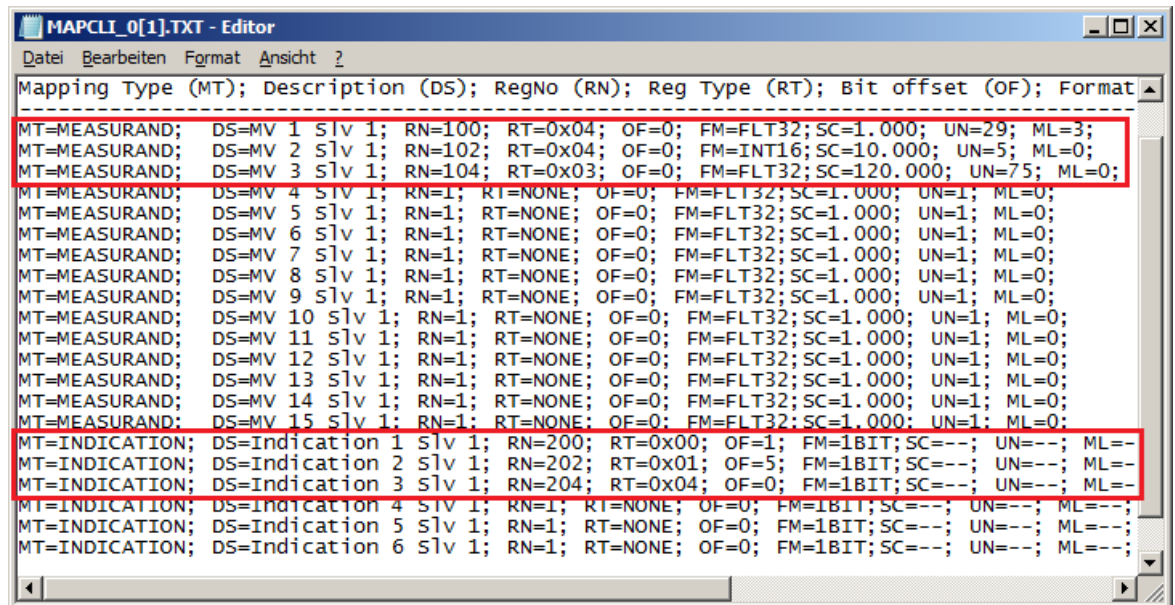 MAPCLI_0[1].TXT - Editor
Datei Bearbeiten Format Ansicht ?
Mapping Type (MT); Description (DS); RegNo (RN); Reg Type (RT); Bit offset (OF); Format
--------------------------------------------------------------------------------
MT=MEASURAND; DS=MV 1 Slv 1; RN=100; RT=0x04; OF=0; FM=FLT32;SC=1.000; UN=29; ML=3;
MT=MEASURAND; DS=MV 2 Slv 1; RN=102; RT=0x04; OF=0; FM=INT16;SC=10.000; UN=5; ML=0;
MT=MEASURAND; DS=MV 3 Slv 1; RN=104; RT=0x03; OF=0; FM=FLT32;SC=120.000; UN=75; ML=0;
MT=MEASURAND; DS=MV 4 Slv 1; RN=1; RT=NONE; OF=0; FM=FLT32;SC=1.000; UN=1; ML=0;
MT=MEASURAND; DS=MV 5 Slv 1; RN=1; RT=NONE; OF=0; FM=FLT32;SC=1.000; UN=1; ML=0;
MT=MEASURAND; DS=MV 6 Slv 1; RN=1; RT=NONE; OF=0; FM=FLT32;SC=1.000; UN=1; ML=0;
MT=MEASURAND; DS=MV 7 Slv 1; RN=1; RT=NONE; OF=0; FM=FLT32;SC=1.000; UN=1; ML=0;
MT=MEASURAND; DS=MV 8 Slv 1; RN=1; RT=NONE; OF=0; FM=FLT32;SC=1.000; UN=1; ML=0;
MT=MEASURAND; DS=MV 9 Slv 1; RN=1; RT=NONE; OF=0; FM=FLT32;SC=1.000; UN=1; ML=0;
MT=MEASURAND; DS=MV 10 Slv 1; RN=1; RT=NONE; OF=0; FM=FLT32;SC=1.000; UN=1; ML=0;
MT=MEASURAND; DS=MV 11 Slv 1; RN=1; RT=NONE; OF=0; FM=FLT32;SC=1.000; UN=1; ML=0;
MT=MEASURAND; DS=MV 12 Slv 1; RN=1; RT=NONE; OF=0; FM=FLT32;SC=1.000; UN=1; ML=0;
MT=MEASURAND; DS=MV 13 Slv 1; RN=1; RT=NONE; OF=0; FM=FLT32;SC=1.000; UN=1; ML=0;
MT=MEASURAND; DS=MV 14 Slv 1; RN=1; RT=NONE; OF=0; FM=FLT32;SC=1.000; UN=1; ML=0;
MT=MEASURAND; DS=MV 15 Slv 1; RN=1; RT=NONE; OF=0; FM=FLT32;SC=1.000; UN=1; ML=0;
MT=INDICATION; DS=Indication 1 Slv 1; RN=200; RT=0x00; OF=1; FM=1BIT;SC=--; UN=--; ML=-
MT=INDICATION; DS=Indication 2 Slv 1; RN=202; RT=0x01; OF=5; FM=1BIT;SC=--; UN=--; ML=-
MT=INDICATION; DS=Indication 3 Slv 1; RN=204; RT=0x04; OF=0; FM=1BIT;SC=--; UN=--; ML=-
MT=INDICATION; DS=Indication 4 Slv 1; RN=1; RT=NONE; OF=0; FM=1BIT;SC=--; UN=--; ML=--;
MT=INDICATION; DS=Indication 5 Slv 1; RN=1; RT=NONE; OF=0; FM=1BIT;SC=--; UN=--; ML=--;
MT=INDICATION; DS=Indication 6 Slv 1; RN=1; RT=NONE; OF=0; FM=1BIT;SC=--; UN=--; ML=--;